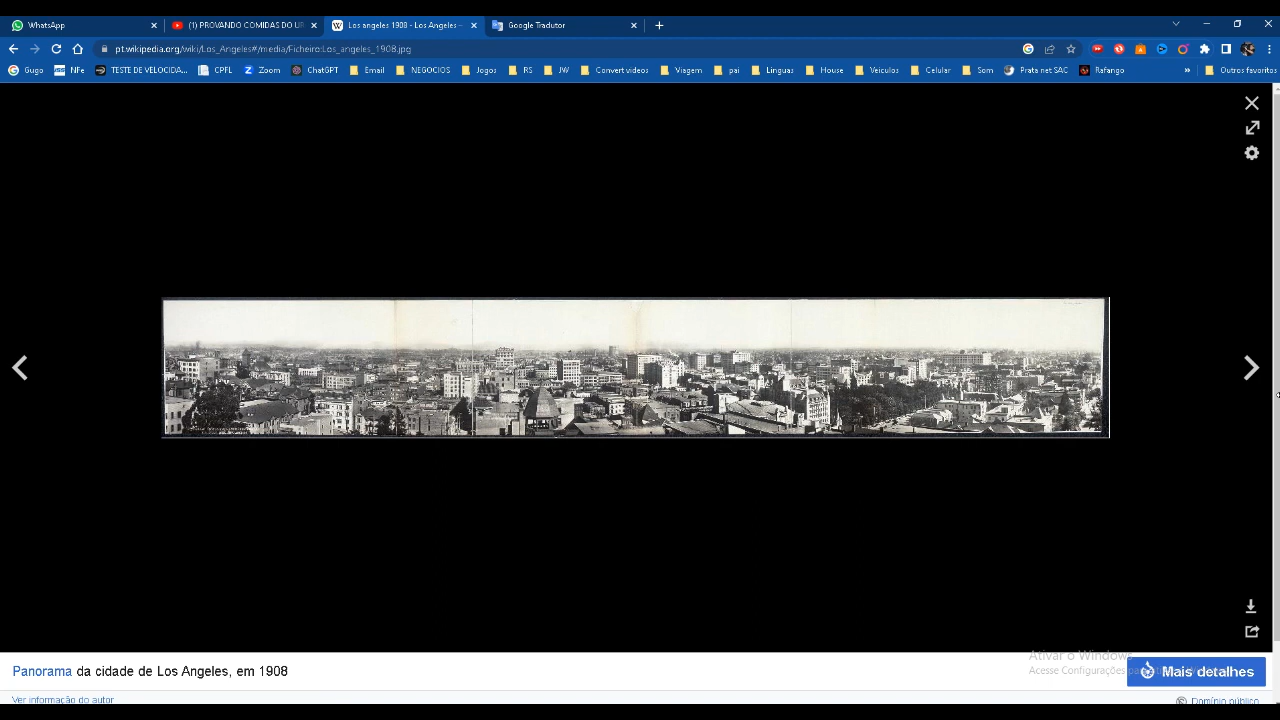 WhatsApp
(1) PROVANDO COMIDAS DO UR
Los angeles 1908 - Los Angeles –
Google Tradutor
pt.wikipedia.org/wiki/Los_Angeles#/media/Ficheiro:Los_angeles_1908.jpg
Gugo
NFe
TESTE DE VELOCIDA...
CPFL
Zoom
ChatGPT
Email
NEGOCIOS
Jogos
RS
JW
Convert videos
Viagem
pai
Linguas
House
Veiculos
Celular
Som
Prata net SAC
Rafango
»
Outros favoritos
Ativar o Windows
Acesse Configurações
Panorama da cidade de Los Angeles, em 1908
Mais detalhes
Ver informação do autor
Domínio público